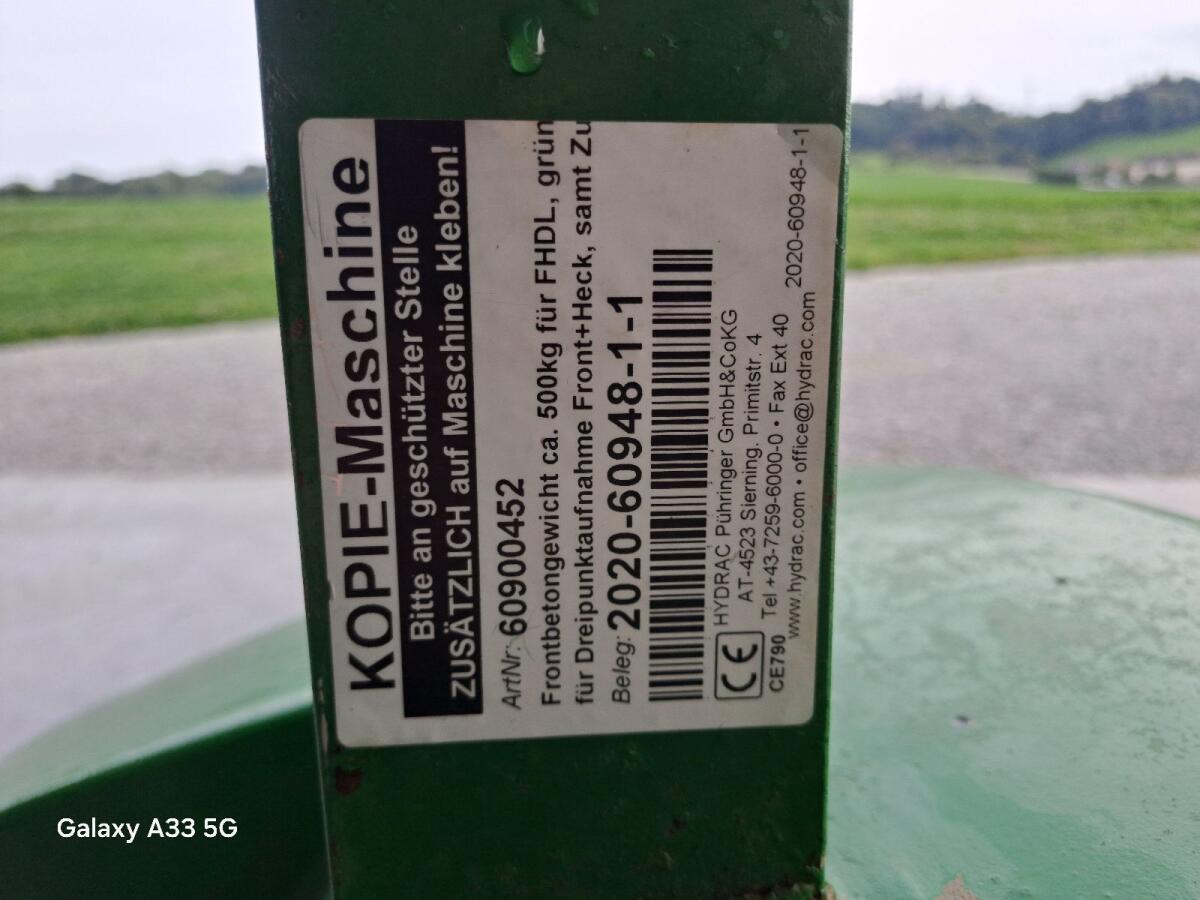 KOPIE-Maschine
Bitte an geschützter Stelle
ZUSÄTZLICH auf Maschine kleben!
ArtNr: 60900452
Frontbetongewicht ca. 500kg für FHDL, grün
für Dreipunktaufnahme Front+Heck, samt Zu
Beleg: 2020-60948-1-1
CE
CE790
HYDRAC Pühringer GmbH&CoKG
AT-4523 Sierning, Primitstr. 4
Tel +43-7259-6000-0 • Fax Ext 40
www.hydrac.com • office@hydrac.com
2020-60948-1-1
Galaxy A33 5G